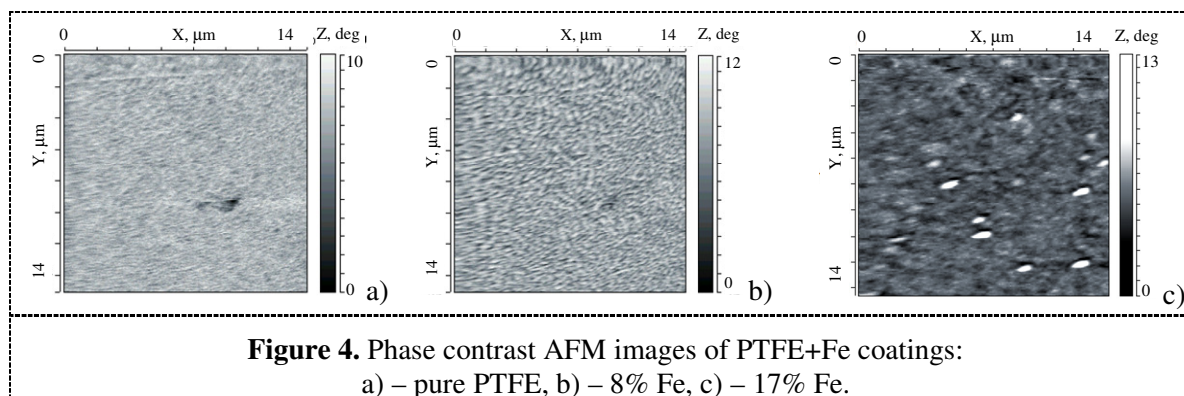 0 X, µm 14 Z, deg
0
Y, µm
14
10
0
a)
0 X, µm 14 Z, deg
0
Y, µm
14
12
0
b)
0 X, µm 14 Z, deg
0
Y, µm
14
13
0
c)
Figure 4. Phase contrast AFM images of PTFE+Fe coatings:
a) – pure PTFE, b) – 8% Fe, c) – 17% Fe.